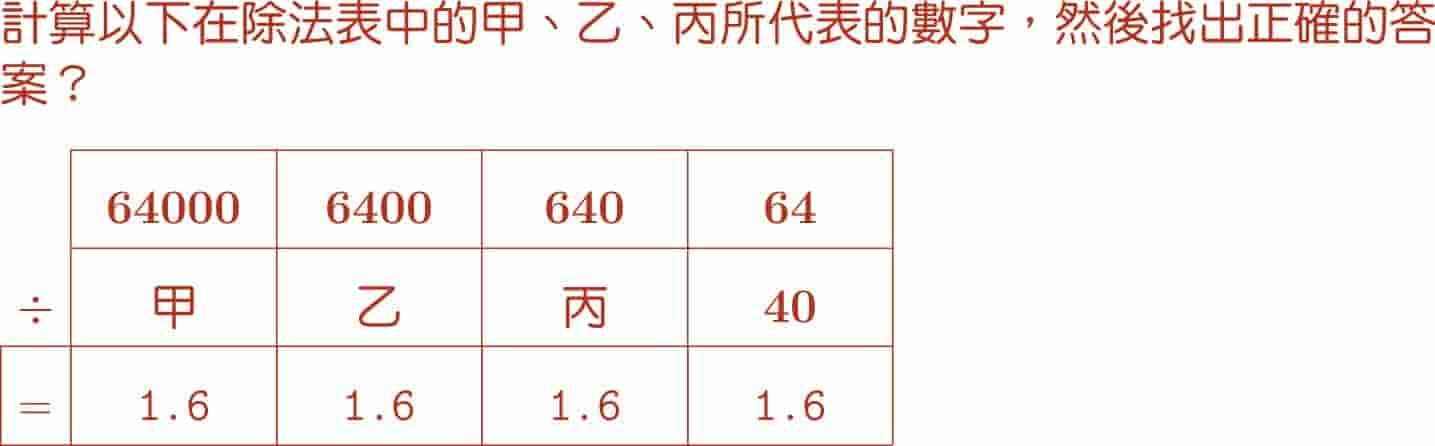 計算以下在除法表中的甲、乙、丙所代表的數字，然後找出正確的答
案？
64000 6400 640 64
÷ 甲 乙 丙 40
= 1.6 1.6 1.6 1.6